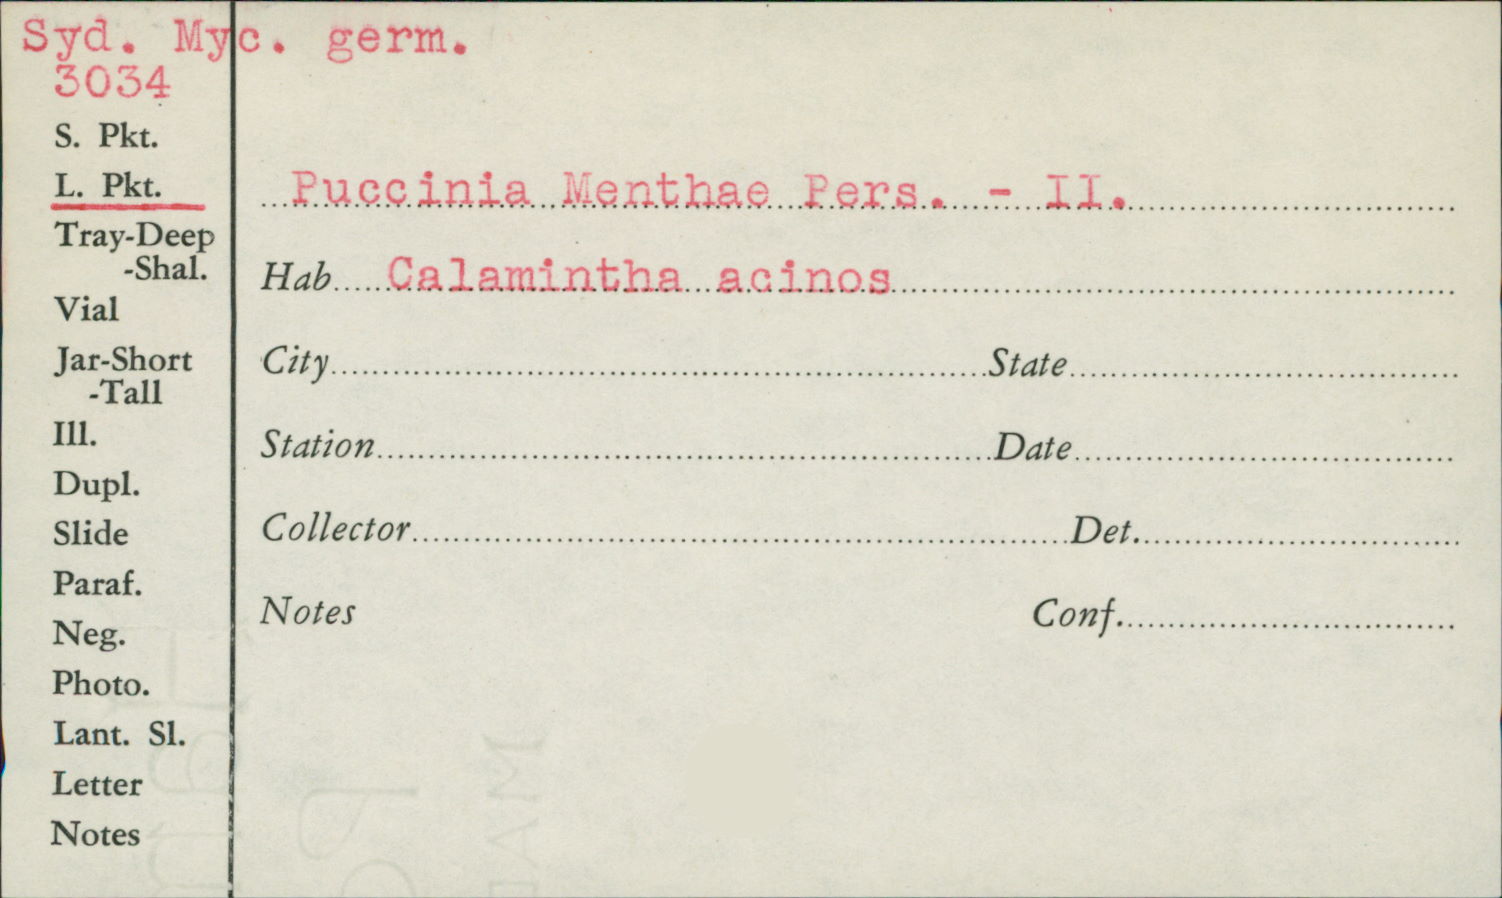 Syd. Myc. germ.
3034
S. Pkt.
L. Pkt.
Tray-Deep
-Shal.
Vial
Jar-Short
-Tall
Ill.
Dupl.
Slide
Paraf.
Neg.
Photo.
Lant. Sl.
Letter
Notes
Puccinia Menthae Pers. - II.
Hab Calamintha acinos
City State
Station Date
Collector Det.
Notes Conf.